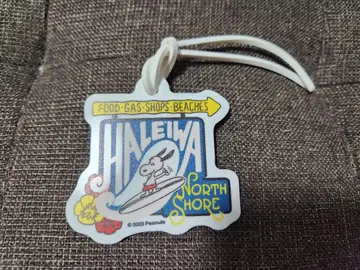 FOOD·GAS·SHOPS·BEACHES
HALEIWA
NORTH
SHORE
© 2023 Peanuts